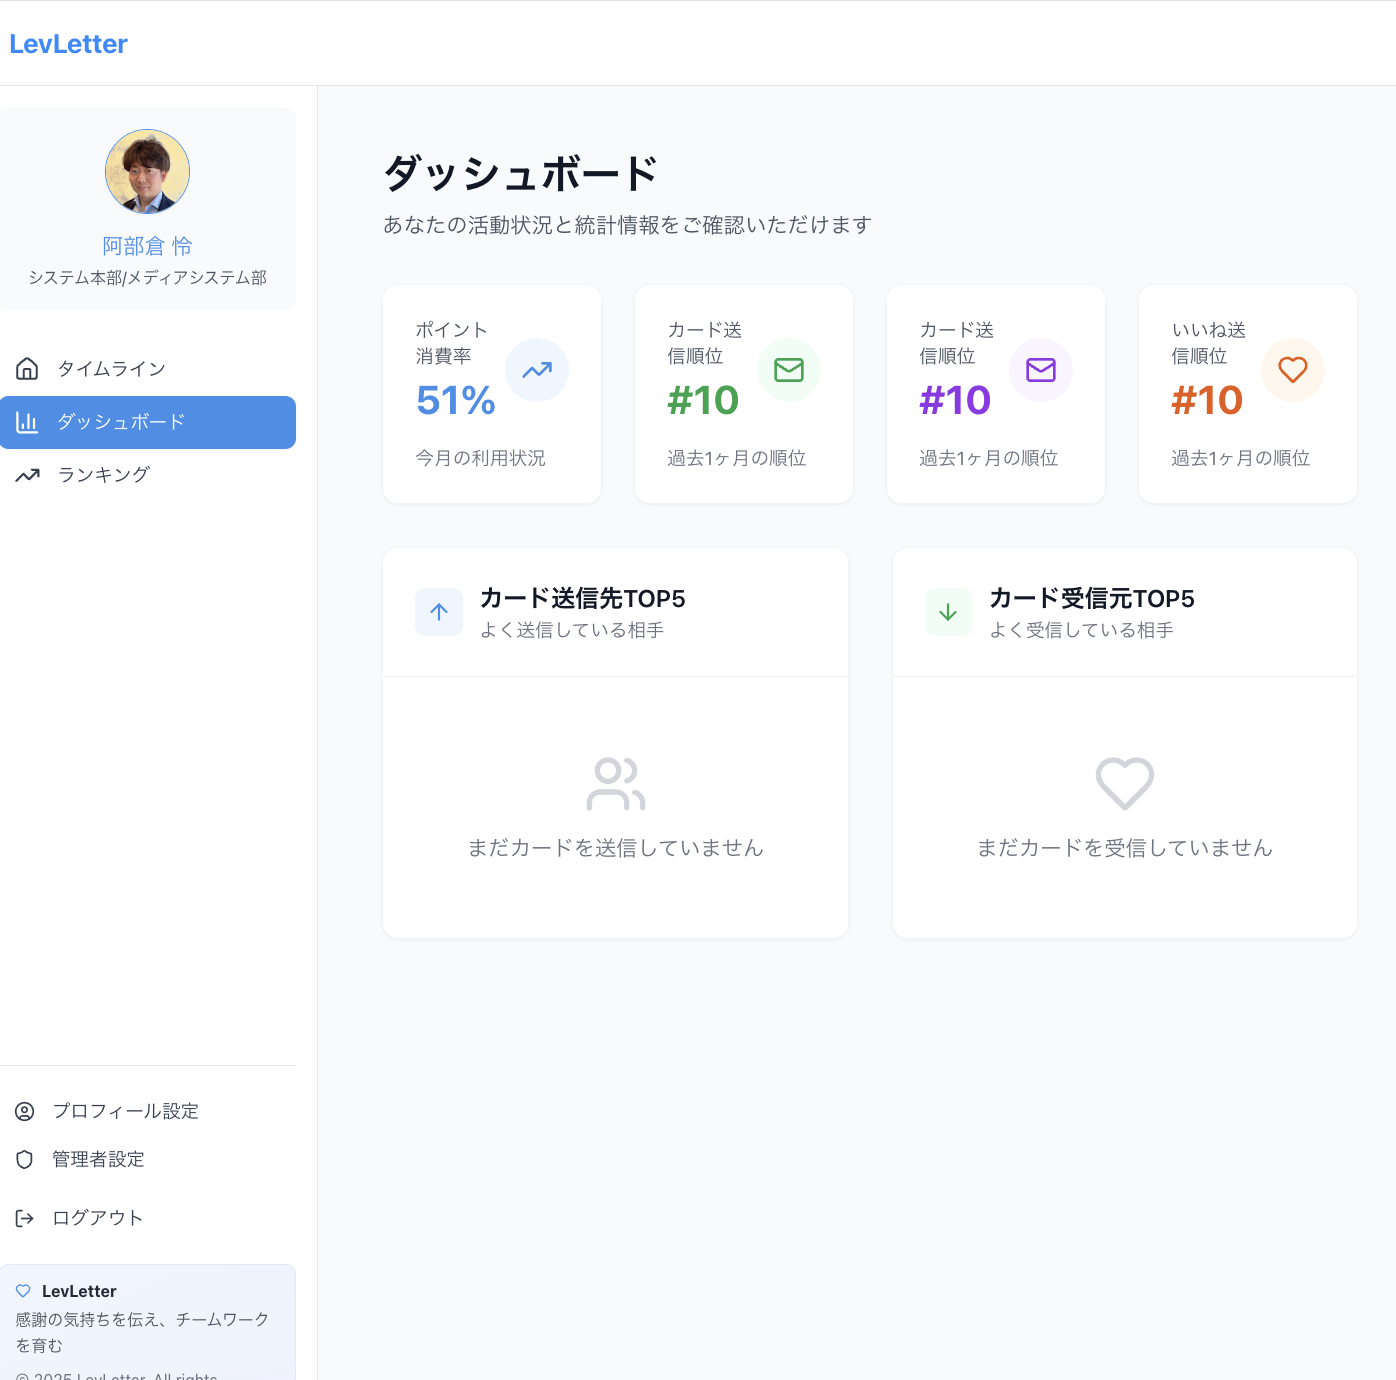 LevLetter
阿部倉 怜
システム本部/メディアシステム部
タイムライン
ダッシュボード
ランキング
プロフィール設定
管理者設定
ログアウト
LevLetter
感謝の気持ちを伝え、チームワーク
を育む
© 2025 LevLetter. All rights
ダッシュボード
あなたの活動状況と統計情報をご確認いただけます
ポイント
消費率
51%
今月の利用状況
カード送
信順位
#10
過去1ヶ月の順位
カード送
信順位
#10
過去1ヶ月の順位
いいね送
信順位
#10
過去1ヶ月の順位
カード送信先TOP5
よく送信している相手
まだカードを送信していません
カード受信元TOP5
よく受信している相手
まだカードを受信していません